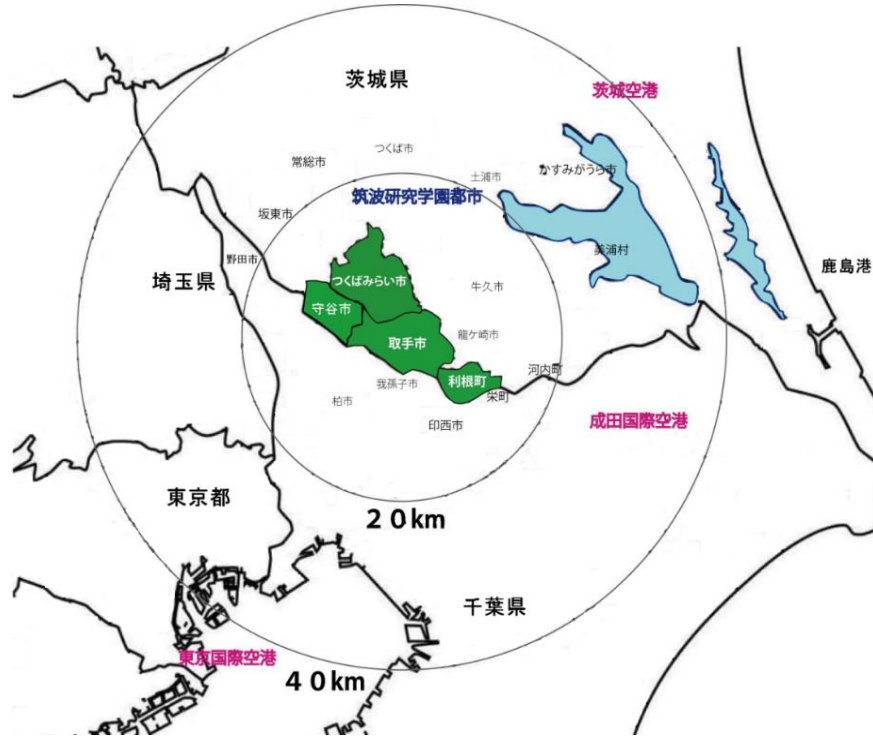 茨城県
茨城空港
つくば市
常総市
土浦市
かすみがうら市
筑波研究学園都市
坂東市
美浦村
野田市
鹿島港
埼玉県
つくばみらい市
牛久市
守谷市
取手市
龍ケ崎市
河内町
利根町
我孫子市
栄町
柏市
印西市
成田国際空港
東京都
20km
千葉県
東京国際空港
40km